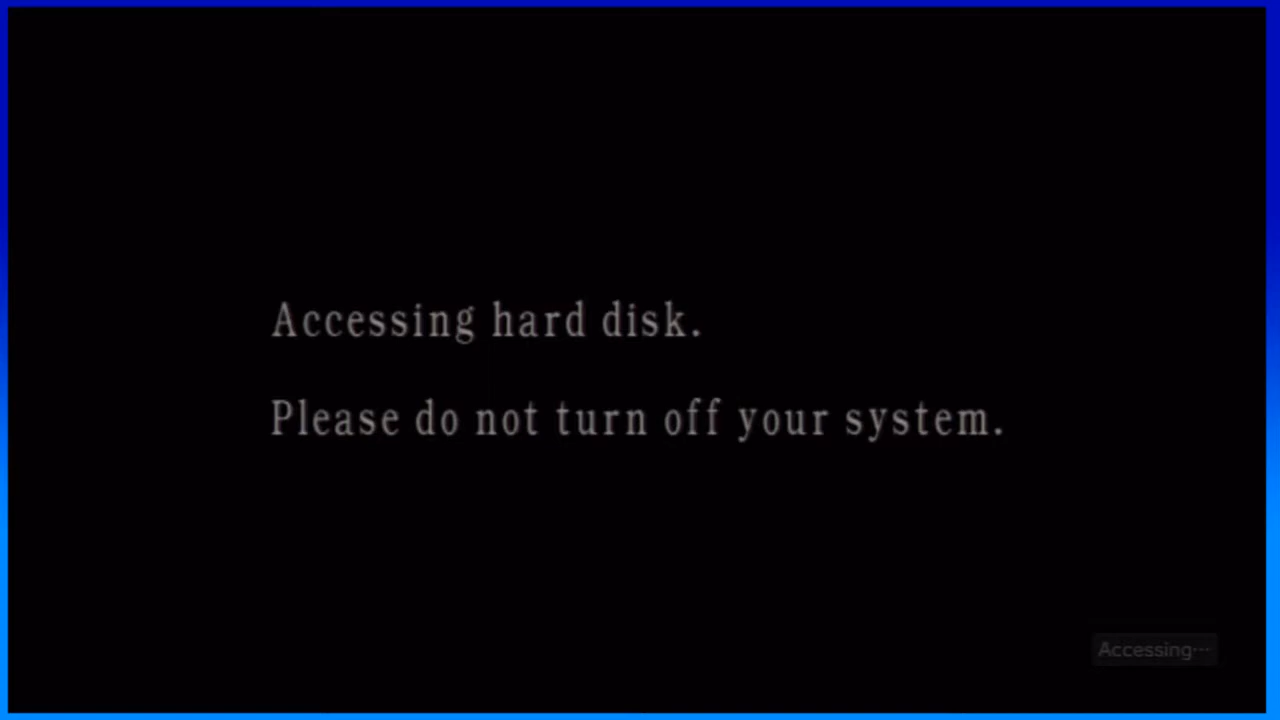 Accessing hard disk.
Please do not turn off your system.
Accessing…